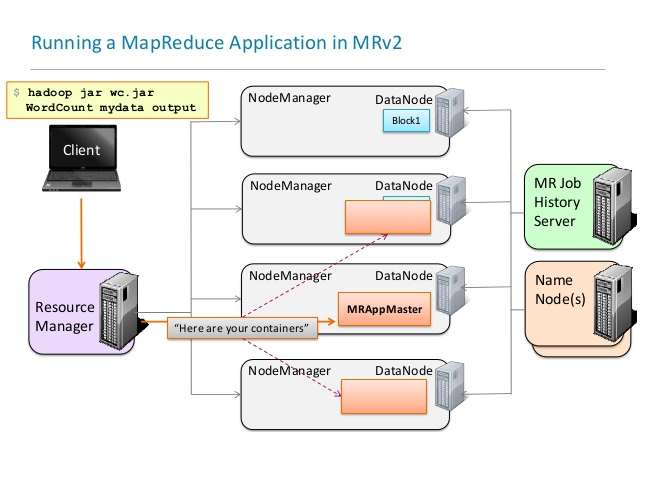 Running a MapReduce Application in MRv2
$ hadoop jar wc.jar
WordCount mydata output
Client
Resource
Manager
NodeManager
DataNode
Block1
NodeManager
DataNode
NodeManager
DataNode
MRAppMaster
“Here are your containers”
NodeManager
DataNode
MR Job
History
Server
Name
Node(s)